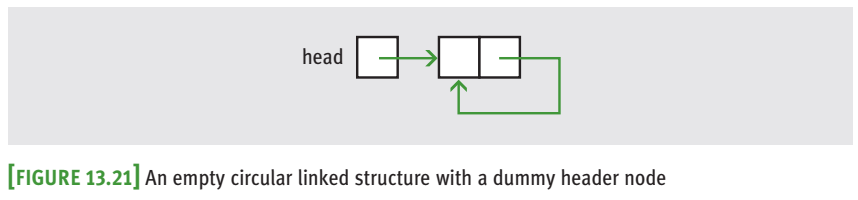 head
[FIGURE 13.21] An empty circular linked structure with a dummy header node